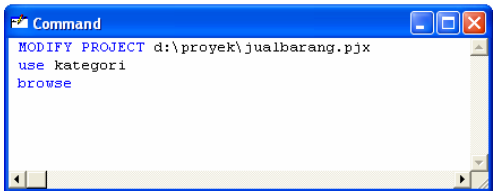 Command
MODIFY PROJECT d:\proyek\jualbarang.pjx
use kategori
browse